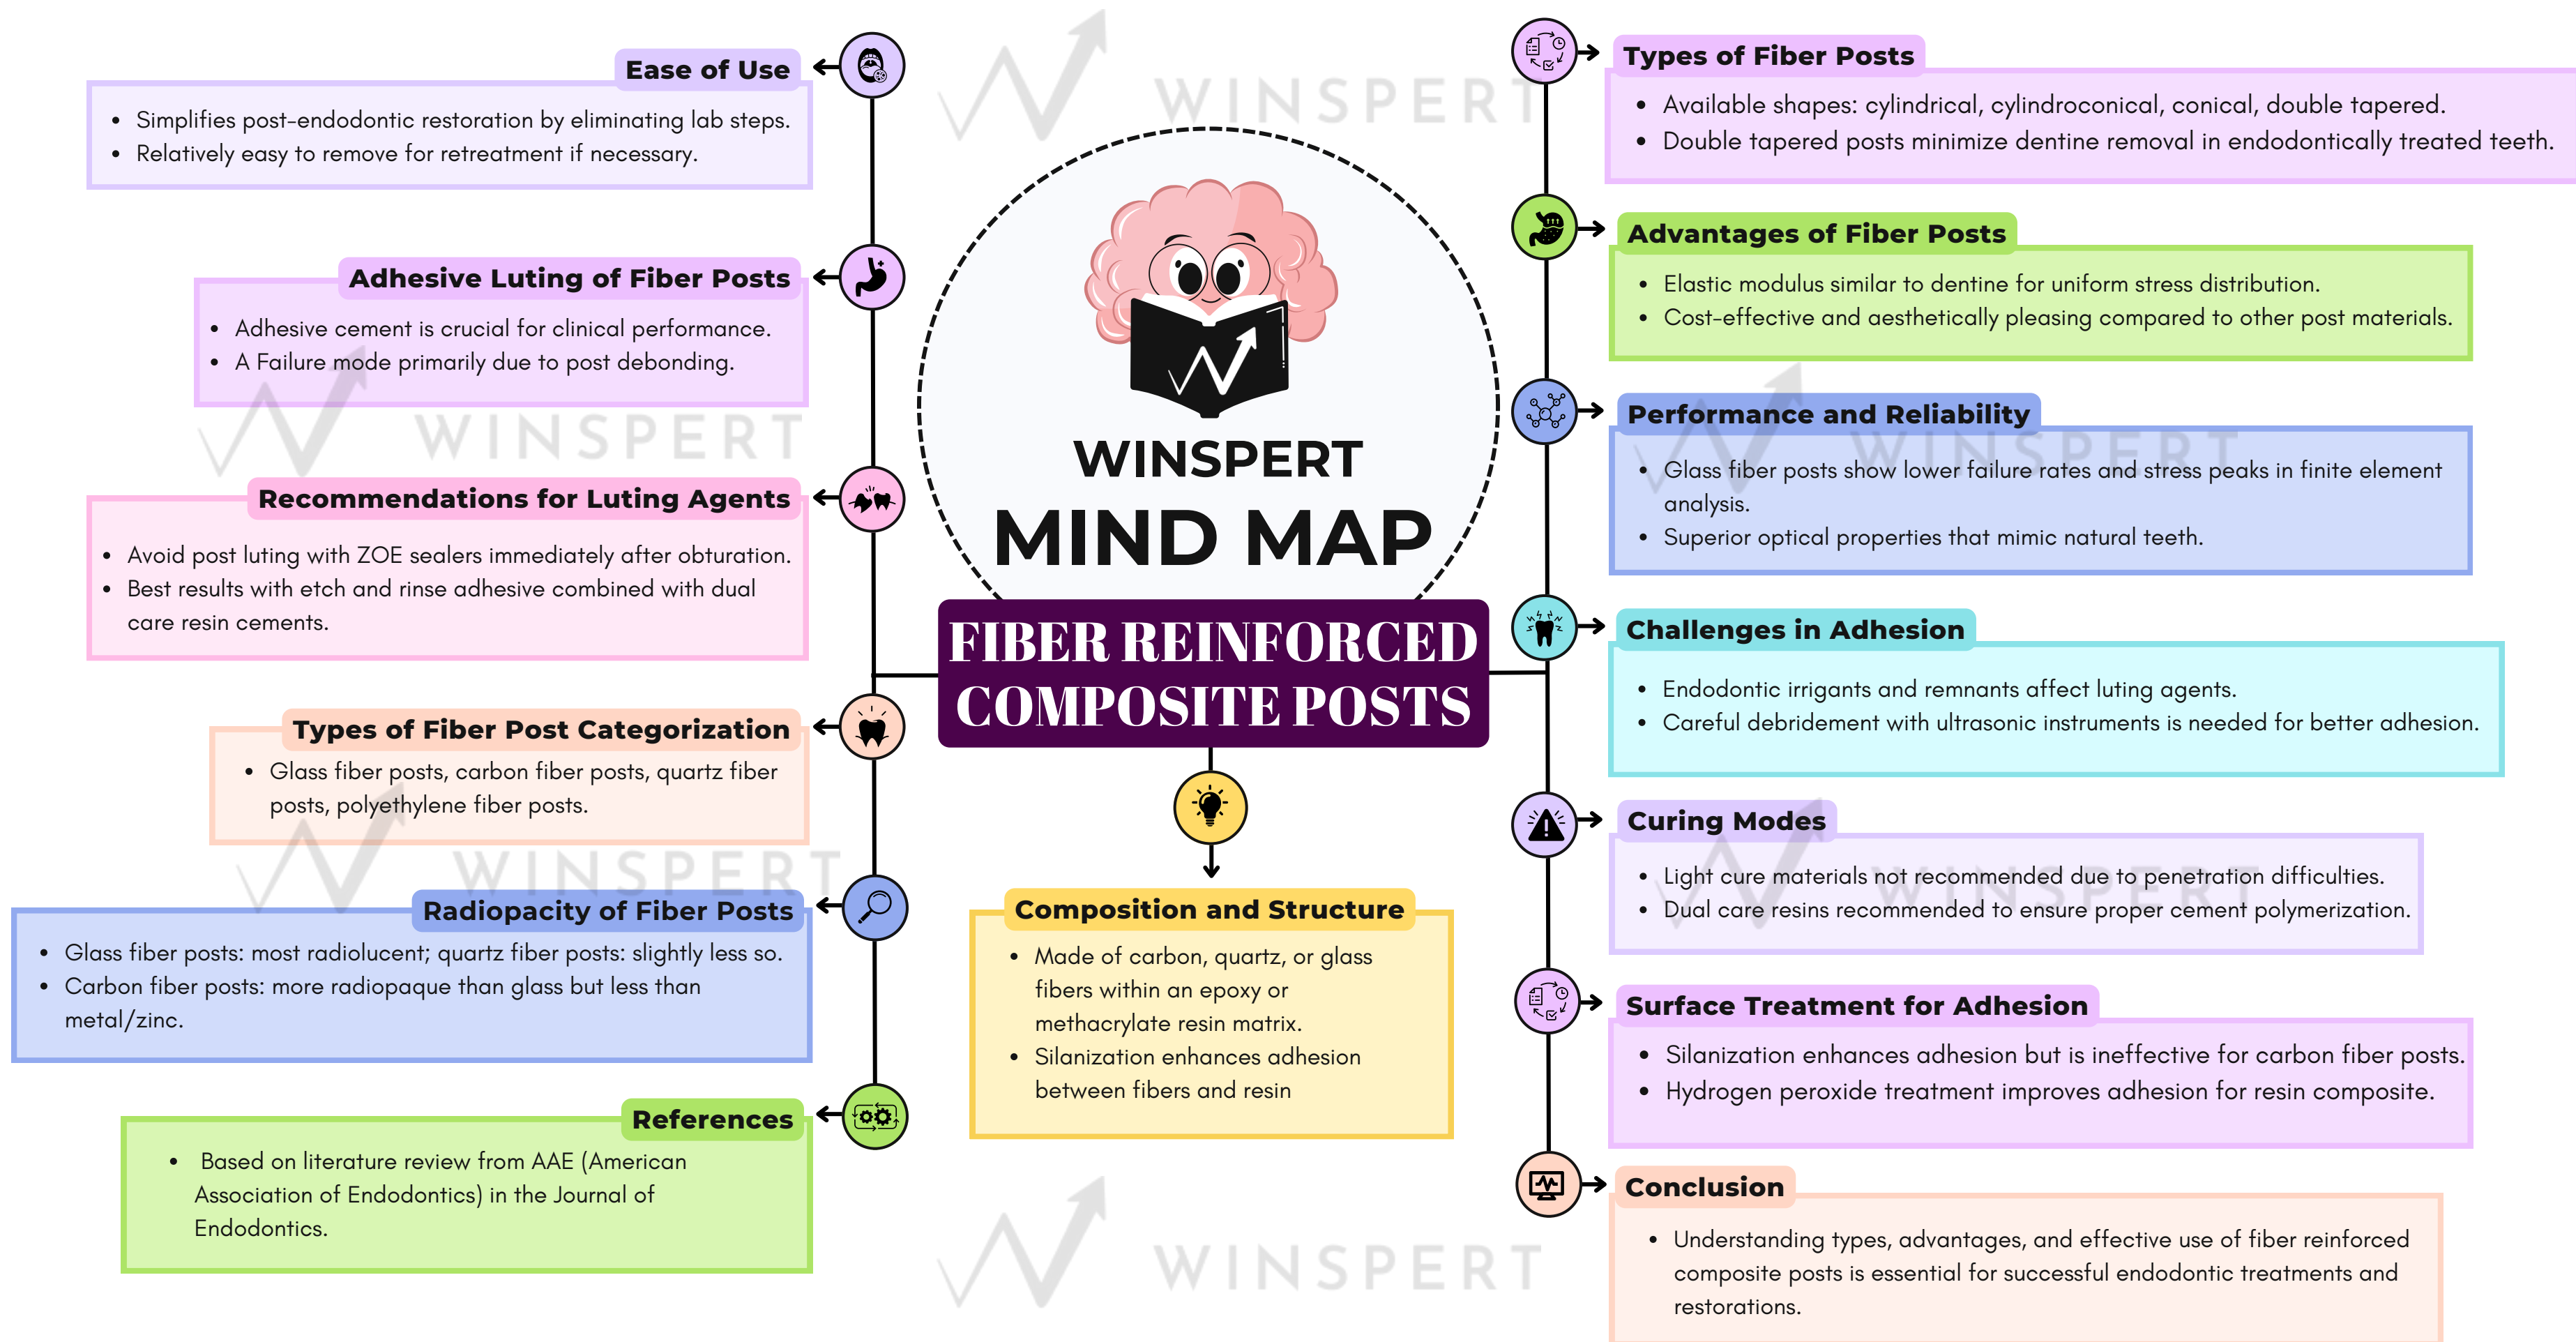 Ease of Use
• Simplifies post-endodontic restoration by eliminating lab steps.
• Relatively easy to remove for retreatment if necessary.
Adhesive Luting of Fiber Posts
• Adhesive cement is crucial for clinical performance.
• A Failure mode primarily due to post debonding.
Recommendations for Luting Agents
• Avoid post luting with ZOE sealers immediately after obturation.
• Best results with etch and rinse adhesive combined with dual
care resin cements.
Types of Fiber Post Categorization
• Glass fiber posts, carbon fiber posts, quartz fiber
posts, polyethylene fiber posts.
Radiopacity of Fiber Posts
• Glass fiber posts: most radiolucent; quartz fiber posts: slightly less so.
• Carbon fiber posts: more radiopaque than glass but less than
metal/zinc.
References
• Based on literature review from AAE (American
Association of Endodontics) in the Journal of
Endodontics.
WINSPERT
MIND MAP
FIBER REINFORCED
COMPOSITE POSTS
Composition and Structure
• Made of carbon, quartz, or glass
fibers within an epoxy or
methacrylate resin matrix.
• Silanization enhances adhesion
between fibers and resin
Types of Fiber Posts
• Available shapes: cylindrical, cylindroconical, conical, double tapered.
• Double tapered posts minimize dentine removal in endodontically treated teeth.
Advantages of Fiber Posts
• Elastic modulus similar to dentine for uniform stress distribution.
• Cost-effective and aesthetically pleasing compared to other post materials.
Performance and Reliability
• Glass fiber posts show lower failure rates and stress peaks in finite element
analysis.
• Superior optical properties that mimic natural teeth.
Challenges in Adhesion
• Endodontic irrigants and remnants affect luting agents.
• Careful debridement with ultrasonic instruments is needed for better adhesion.
Curing Modes
• Light cure materials not recommended due to penetration difficulties.
• Dual care resins recommended to ensure proper cement polymerization.
Surface Treatment for Adhesion
• Silanization enhances adhesion but is ineffective for carbon fiber posts.
• Hydrogen peroxide treatment improves adhesion for resin composite.
Conclusion
• Understanding types, advantages, and effective use of fiber reinforced
composite posts is essential for successful endodontic treatments and
restorations.
WINSPERT
WINSPERT
WINSPERT
WINSPERT
WINSPERT
WINSPERT